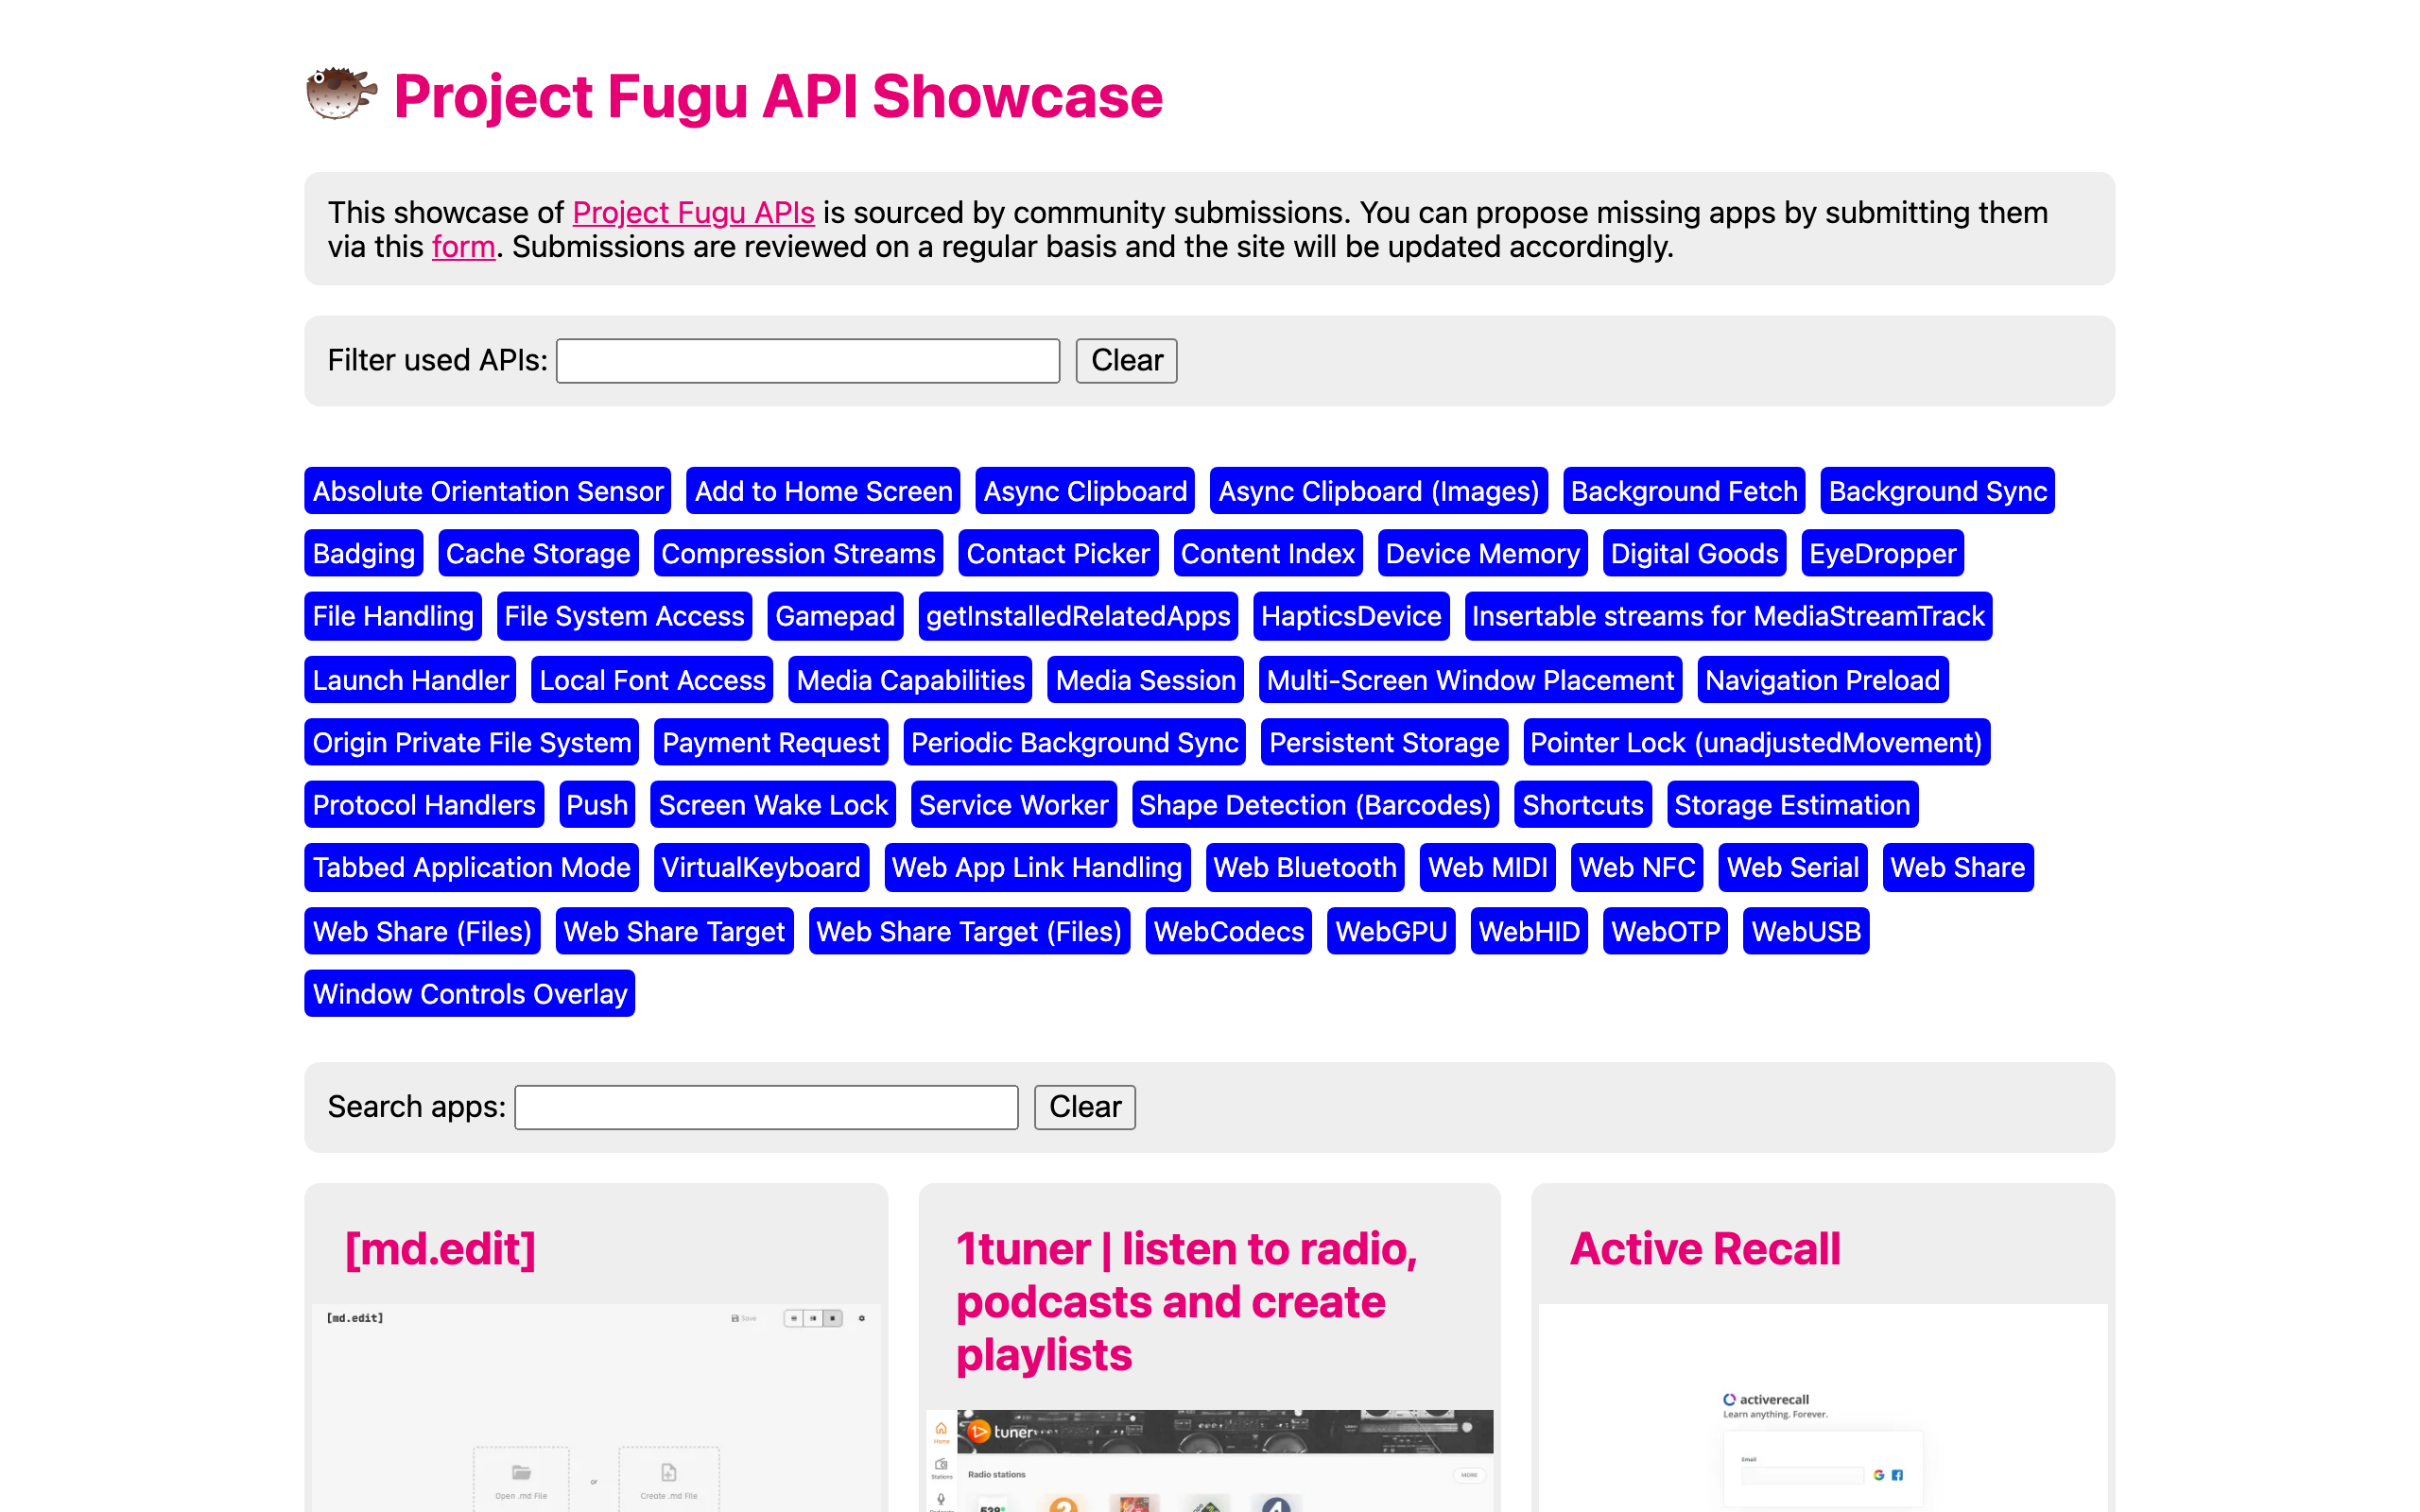 Project Fugu API Showcase
This showcase of Project Fugu APIs is sourced by community submissions. You can propose missing apps by submitting them
via this form. Submissions are reviewed on a regular basis and the site will be updated accordingly.
Filter used APIs: Clear
Absolute Orientation Sensor Add to Home Screen Async Clipboard Async Clipboard (Images) Background Fetch Background Sync
Badging Cache Storage Compression Streams Contact Picker Content Index Device Memory Digital Goods EyeDropper
File Handling File System Access Gamepad getInstalledRelatedApps HapticsDevice Insertable streams for MediaStreamTrack
Launch Handler Local Font Access Media Capabilities Media Session Multi-Screen Window Placement Navigation Preload
Origin Private File System Payment Request Periodic Background Sync Persistent Storage Pointer Lock (unadjustedMovement)
Protocol Handlers Push Screen Wake Lock Service Worker Shape Detection (Barcodes) Shortcuts Storage Estimation
Tabbed Application Mode VirtualKeyboard Web App Link Handling Web Bluetooth Web MIDI Web NFC Web Serial Web Share
Web Share (Files) Web Share Target Web Share Target (Files) WebCodecs WebGPU WebHID WebOTP WebUSB
Window Controls Overlay
Search apps: Clear
[md.edit]
[md.edit] Save
Open .md File or Create .md File
1tuner | listen to radio,
podcasts and create
playlists
tuner
Home
Stations
Radio stations MORE
Active Recall
activerecall
Learn anything. Forever.
Email